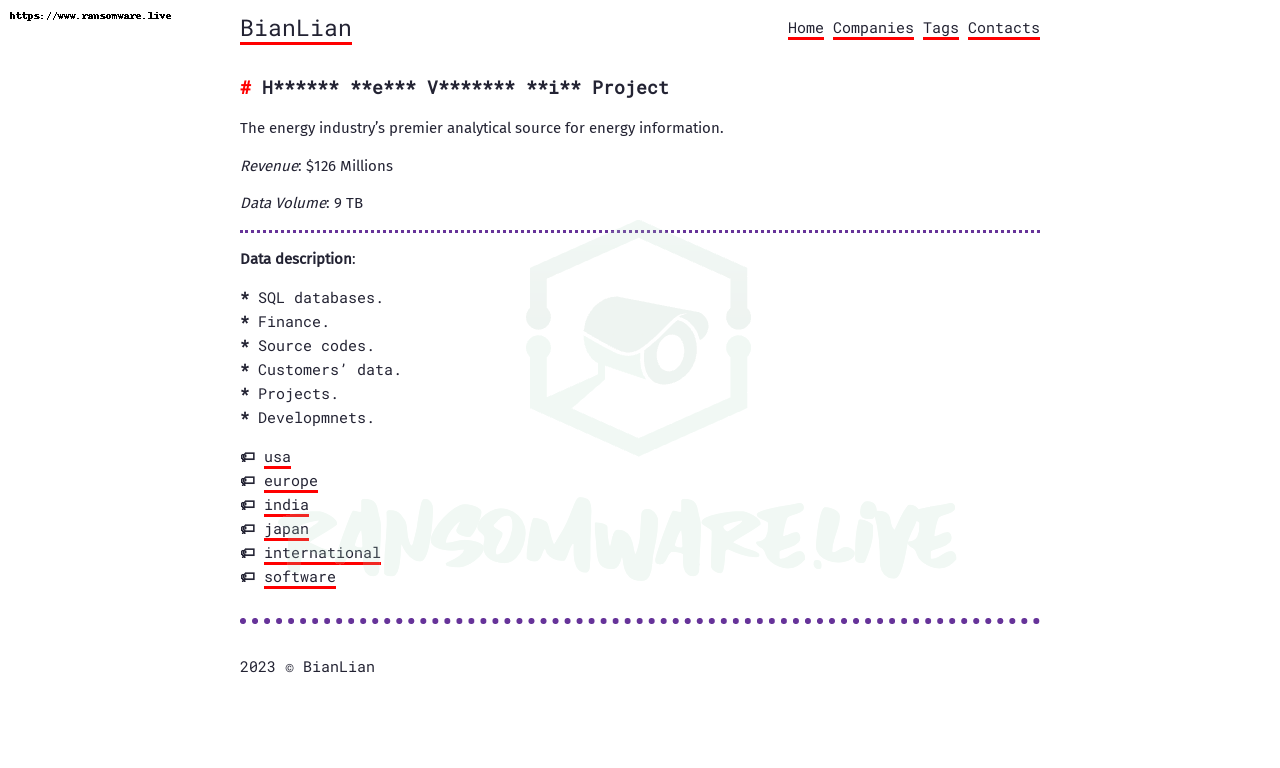 https://www.ransomware.live
BianLian
Home Companies Tags Contacts
# H****** **e*** V******* **i** Project
The energy industry’s premier analytical source for energy information.
Revenue: $126 Millions
Data Volume: 9 TB
Data description:
* SQL databases.
* Finance.
* Source codes.
* Customers’ data.
* Projects.
* Developmnets.
usa
europe
india
japan
international
software
RANSOMWARE.LIVE
2023 © BianLian